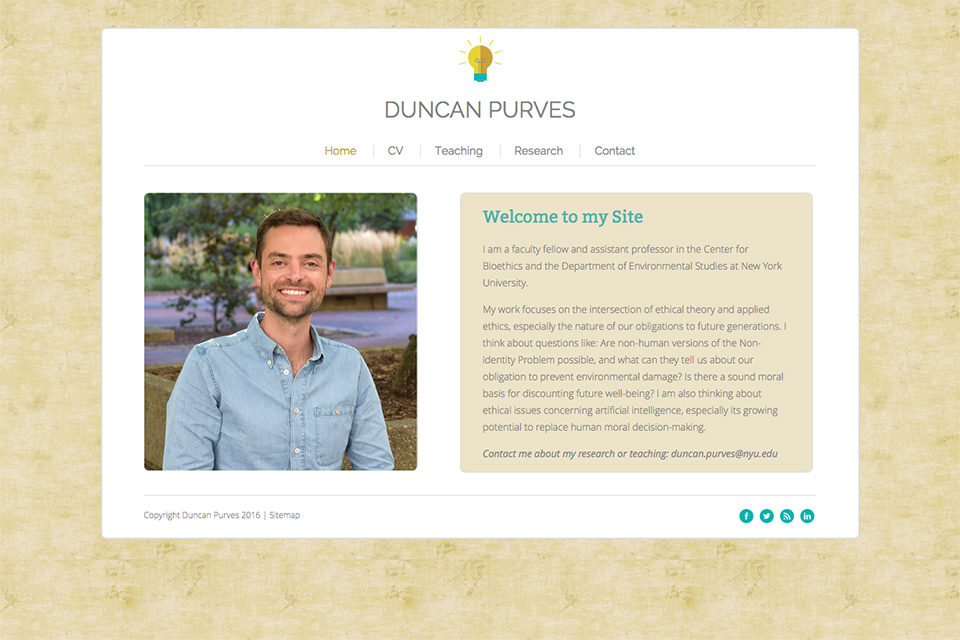 DUNCAN PURVES
Home CV Teaching Research Contact
Welcome to my Site
I am a faculty fellow and assistant professor in the Center for
Bioethics and the Department of Environmental Studies at New York
University.
My work focuses on the intersection of ethical theory and applied
ethics, especially the nature of our obligations to future generations. I
think about questions like: Are non-human versions of the Non-
identity Problem possible, and what can they tell us about our
obligation to prevent environmental damage? Is there a sound moral
basis for discounting future well-being? I am also thinking about
ethical issues concerning artificial intelligence, especially its growing
potential to replace human moral decision-making.
Contact me about my research or teaching: duncan.purves@nyu.edu
Copyright Duncan Purves 2016 | Sitemap